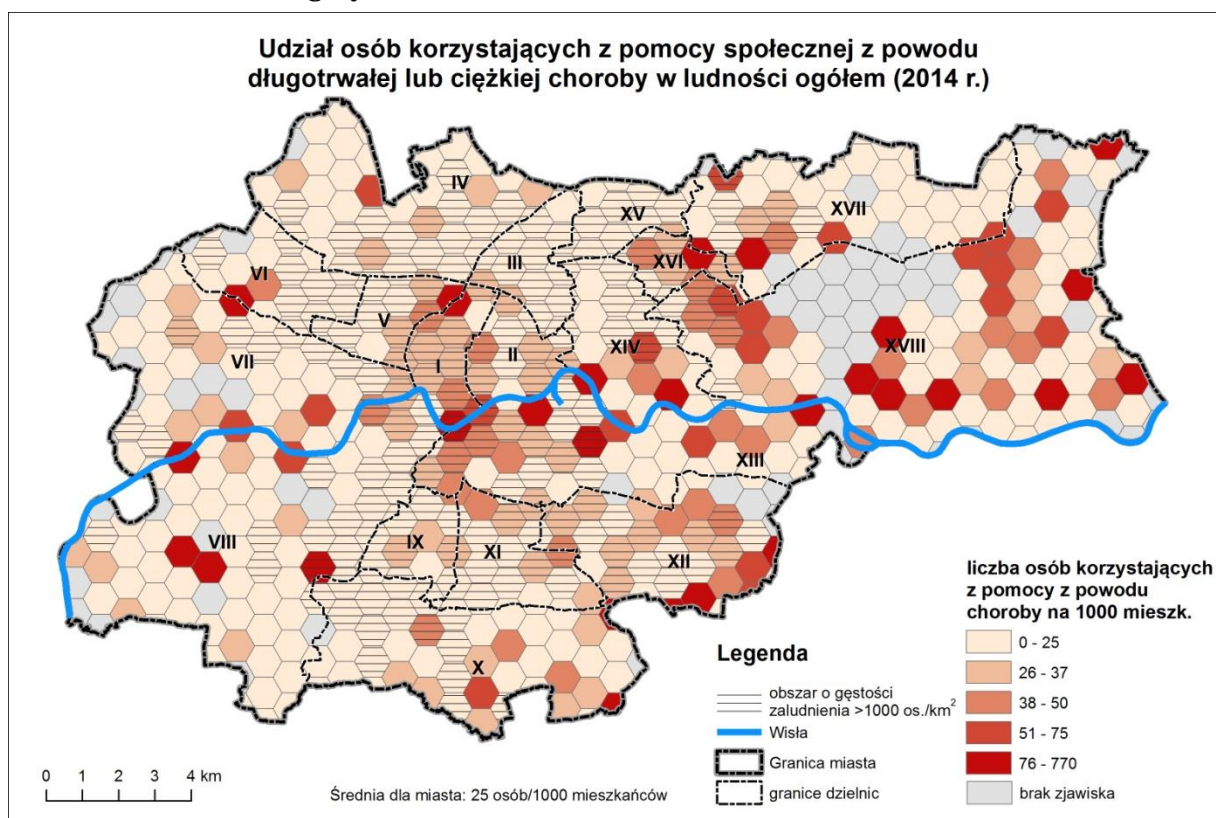 Udział osób korzystających z pomocy społecznej z powodu
długotrwałej lub ciężkiej choroby w ludności ogółem (2014 r.)
IV
XV
XVII
III
XVI
VI
V
VII
I
II
XIV
XVIII
XIII
VIII
IX
XI
XII
X
liczba osób korzystających
z pomocy z powodu
choroby na 1000 mieszk.
0 - 25
26 - 37
38 - 50
51 - 75
76 - 770
brak zjawiska
Legenda
obszar o gęstości
zaludnienia >1000 os./km²
Wisła
Granica miasta
granice dzielnic
0 1 2 3 4 km
Średnia dla miasta: 25 osób/1000 mieszkańców